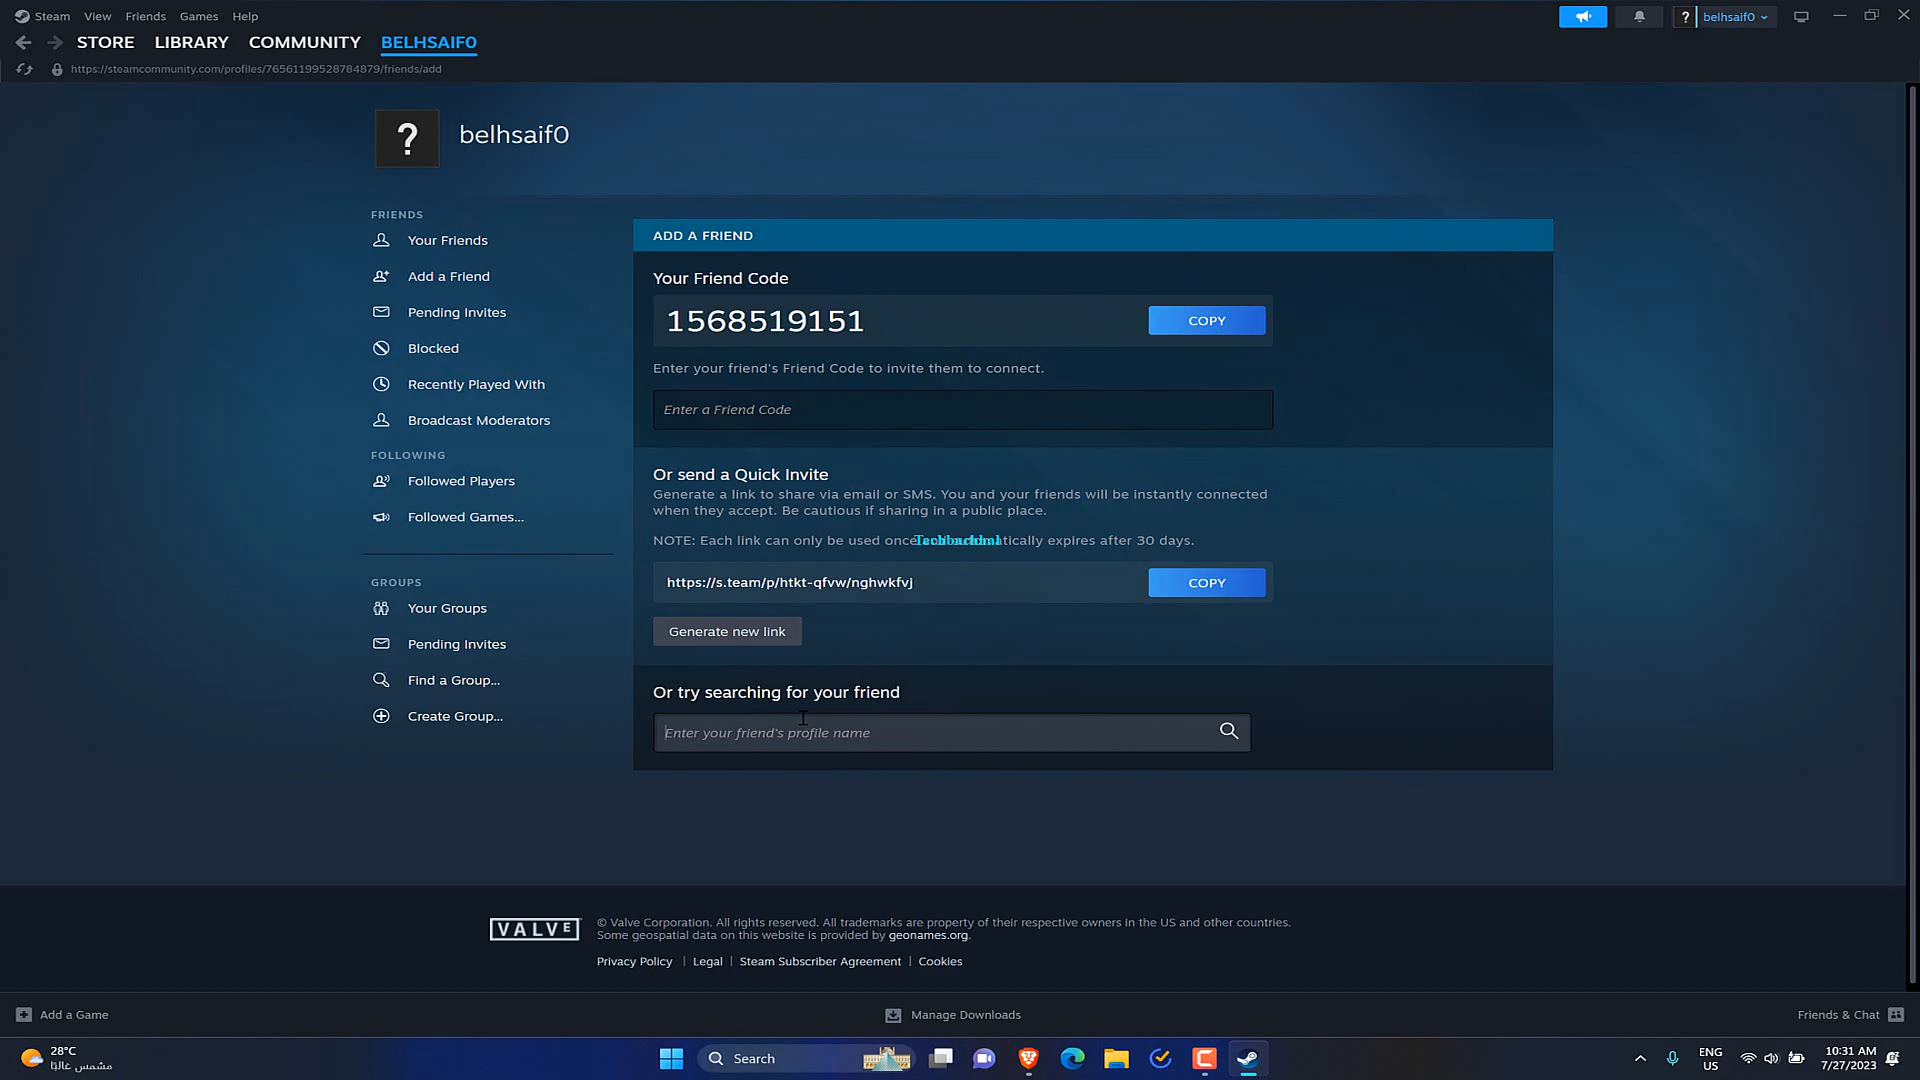 Steam View Friends Games Help
belhsaif0
STORE LIBRARY COMMUNITY BELHSAIF0
https://steamcommunity.com/profiles/76561199528784879/friends/add
? belhsaif0
FRIENDS
Your Friends
Add a Friend
Pending Invites
Blocked
Recently Played With
Broadcast Moderators
FOLLOWING
Followed Players
Followed Games...
GROUPS
Your Groups
Pending Invites
Find a Group...
Create Group...
ADD A FRIEND
Your Friend Code
1568519151 COPY
Enter your friend's Friend Code to invite them to connect.
Enter a Friend Code
Or send a Quick Invite
Generate a link to share via email or SMS. You and your friends will be instantly connected
when they accept. Be cautious if sharing in a public place.
NOTE: Each link can only be used once expires after 30 days.
https://s.team/p/htkt-qfvw/nghwkfvj COPY
Generate new link
Or try searching for your friend
Enter your friend's profile name
VALVE
© Valve Corporation. All rights reserved. All trademarks are property of their respective owners in the US and other countries.
Some geospatial data on this website is provided by geonames.org.
Privacy Policy | Legal | Steam Subscriber Agreement | Cookies
Add a Game Manage Downloads Friends & Chat
28°C
مشمس غالبًا
Search
ENG
US
10:31 AM
7/27/2023